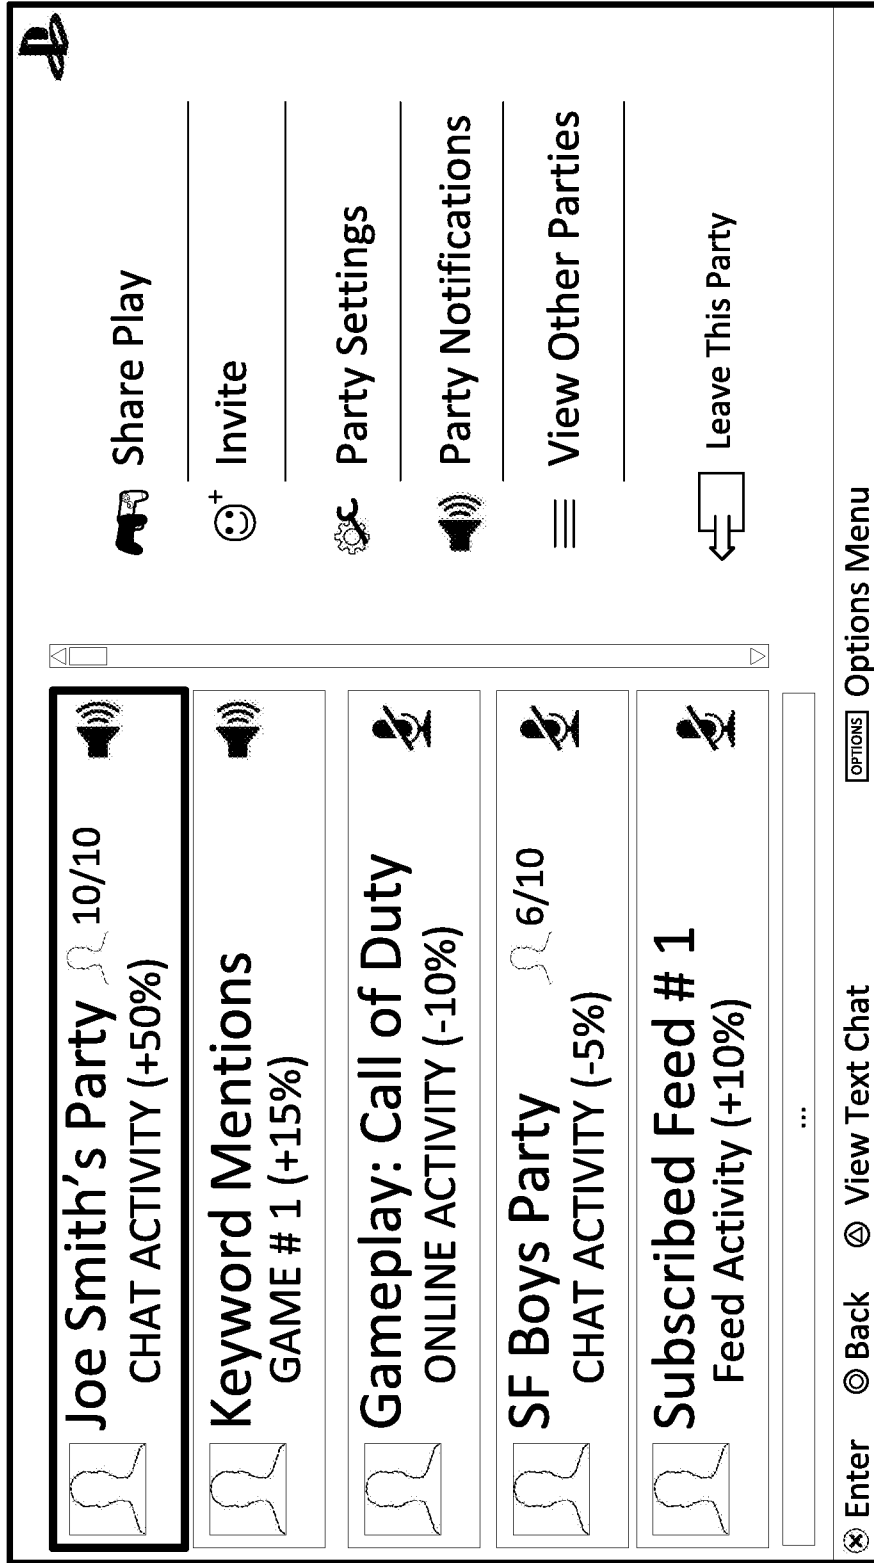 Joe Smith's Party 10/10
CHAT ACTIVITY (+50%)
Keyword Mentions
GAME # 1 (+15%)
Gameplay: Call of Duty
ONLINE ACTIVITY (-10%)
SF Boys Party 6/10
CHAT ACTIVITY (-5%)
Subscribed Feed # 1
Feed Activity (+10%)
...
Share Play
Invite
Party Settings
Party Notifications
View Other Parties
Leave This Party
Enter Back View Text Chat OPTIONS Options Menu